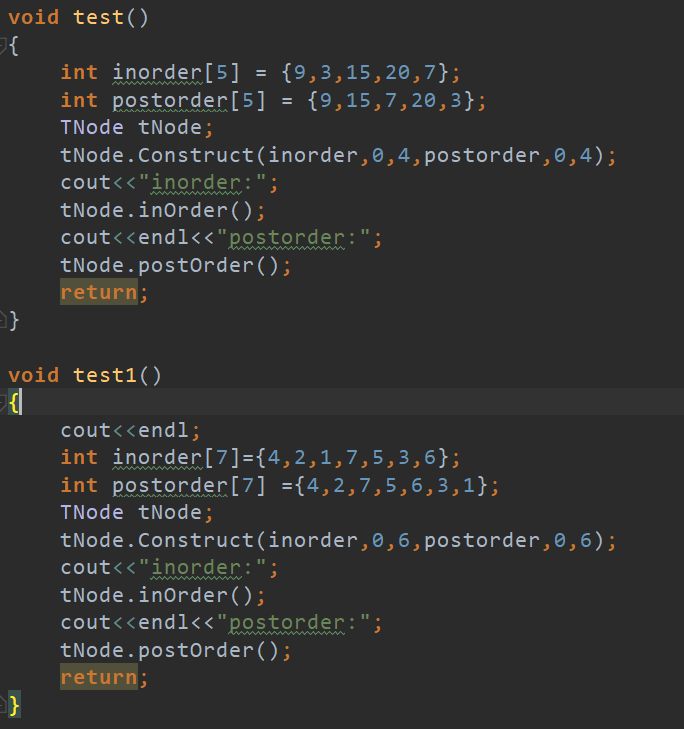 void test()
{
    int inorder[5] = {9,3,15,20,7};
    int postorder[5] = {9,15,7,20,3};
    TNode tNode;
    tNode.Construct(inorder,0,4,postorder,0,4);
    cout<<"inorder:";
    tNode.inOrder();
    cout<<endl<<"postorder:";
    tNode.postOrder();
    return;
}

void test1()
{
    cout<<endl;
    int inorder[7]={4,2,1,7,5,3,6};
    int postorder[7] ={4,2,7,5,6,3,1};
    TNode tNode;
    tNode.Construct(inorder,0,6,postorder,0,6);
    cout<<"inorder:";
    tNode.inOrder();
    cout<<endl<<"postorder:";
    tNode.postOrder();
    return;
}